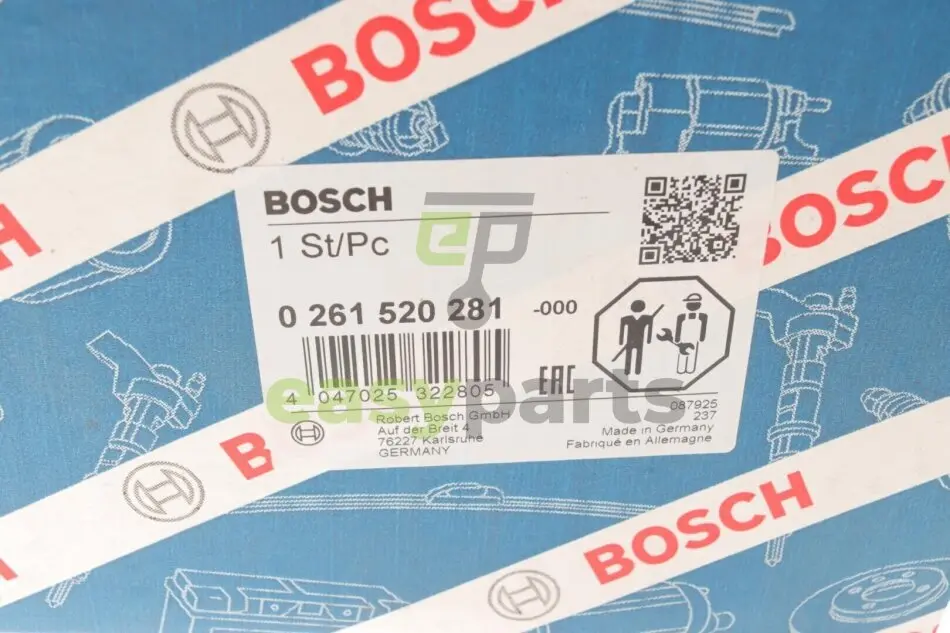 BOSCH
BOSCH
1 St/Pc
ep
BOSCH
0 261 520 281 -000
4 047025 322805
EAC
easyparts
Robert Bosch GmbH
Auf der Breit 4
76227 Karlsruhe
GERMANY
087925
237
Made in Germany
Fabriqué en Allemagne
H
B
BOSCH